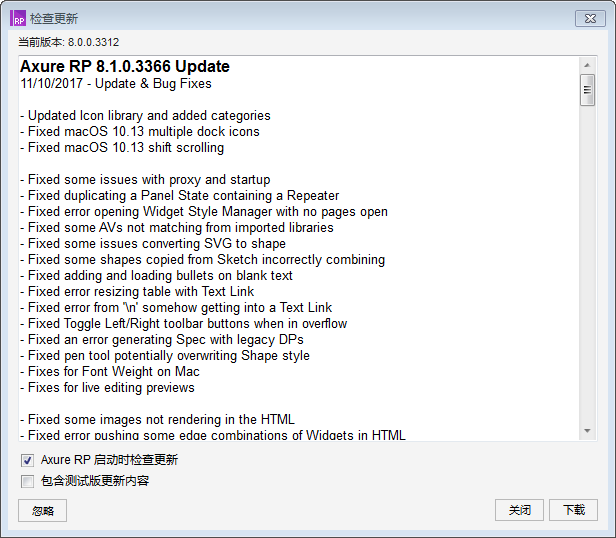 RP 检查更新
当前版本: 8.0.0.3312
Axure RP 8.1.0.3366 Update
11/10/2017 - Update & Bug Fixes
- Updated Icon library and added categories
- Fixed macOS 10.13 multiple dock icons
- Fixed macOS 10.13 shift scrolling
- Fixed some issues with proxy and startup
- Fixed duplicating a Panel State containing a Repeater
- Fixed error opening Widget Style Manager with no pages open
- Fixed some AVs not matching from imported libraries
- Fixed some issues converting SVG to shape
- Fixed some shapes copied from Sketch incorrectly combining
- Fixed adding and loading bullets on blank text
- Fixed error resizing table with Text Link
- Fixed error from '\n' somehow getting into a Text Link
- Fixed Toggle Left/Right toolbar buttons when in overflow
- Fixed an error generating Spec with legacy DPs
- Fixed pen tool potentially overwriting Shape style
- Fixes for Font Weight on Mac
- Fixes for live editing previews
- Fixed some images not rendering in the HTML
- Fixed error pushing some edge combinations of Widgets in HTML
Axure RP 启动时检查更新
包含测试版更新内容
忽略 关闭 下载